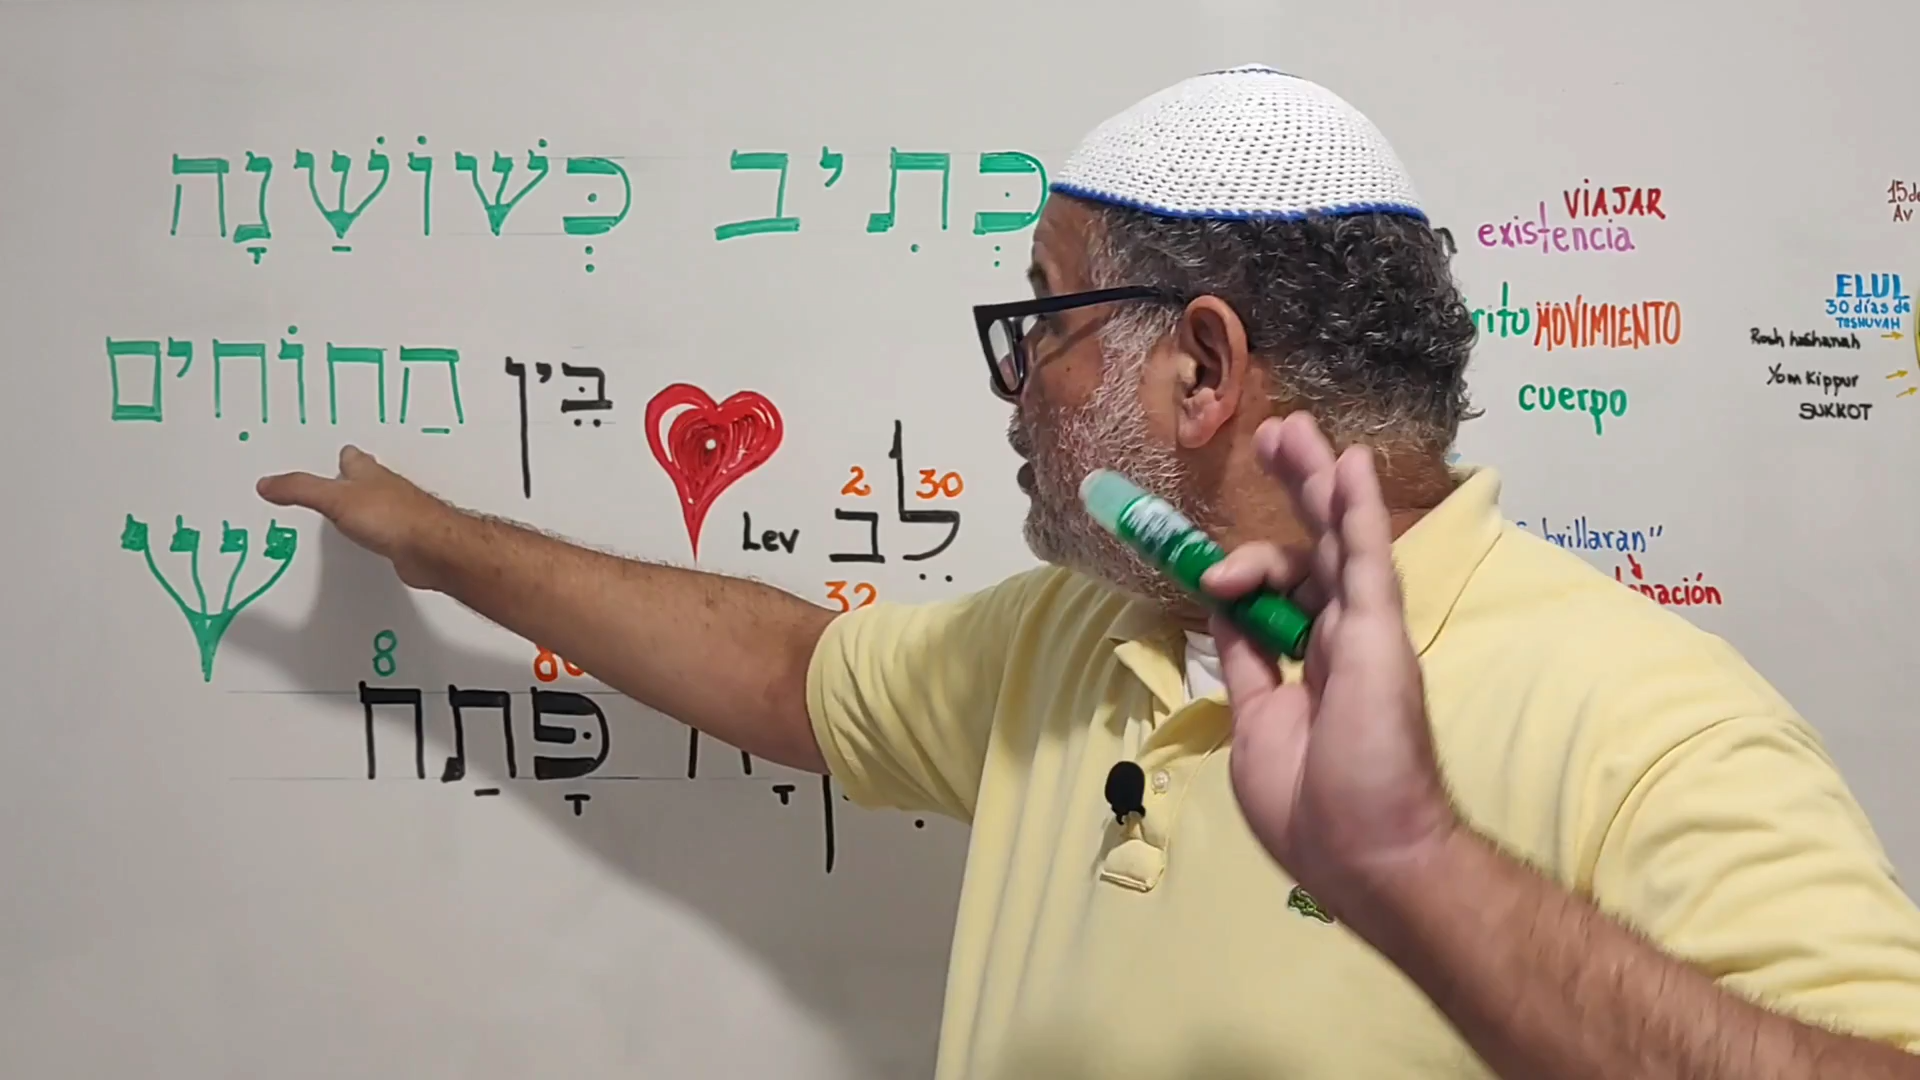 כְּתִיב כְּשׁוֹשַׁנָּה
בֵּין הַחוֹחִים
2 30
Lev לֵב
32
8
פָּתַח
VIAJAR
existencia
MOVIMIENTO
cuerpo
brillaran"
15 de
Av
ELUL
30 días de
TESHUVAH
Rosh hashanah
Yom Kippur
SUKKOT